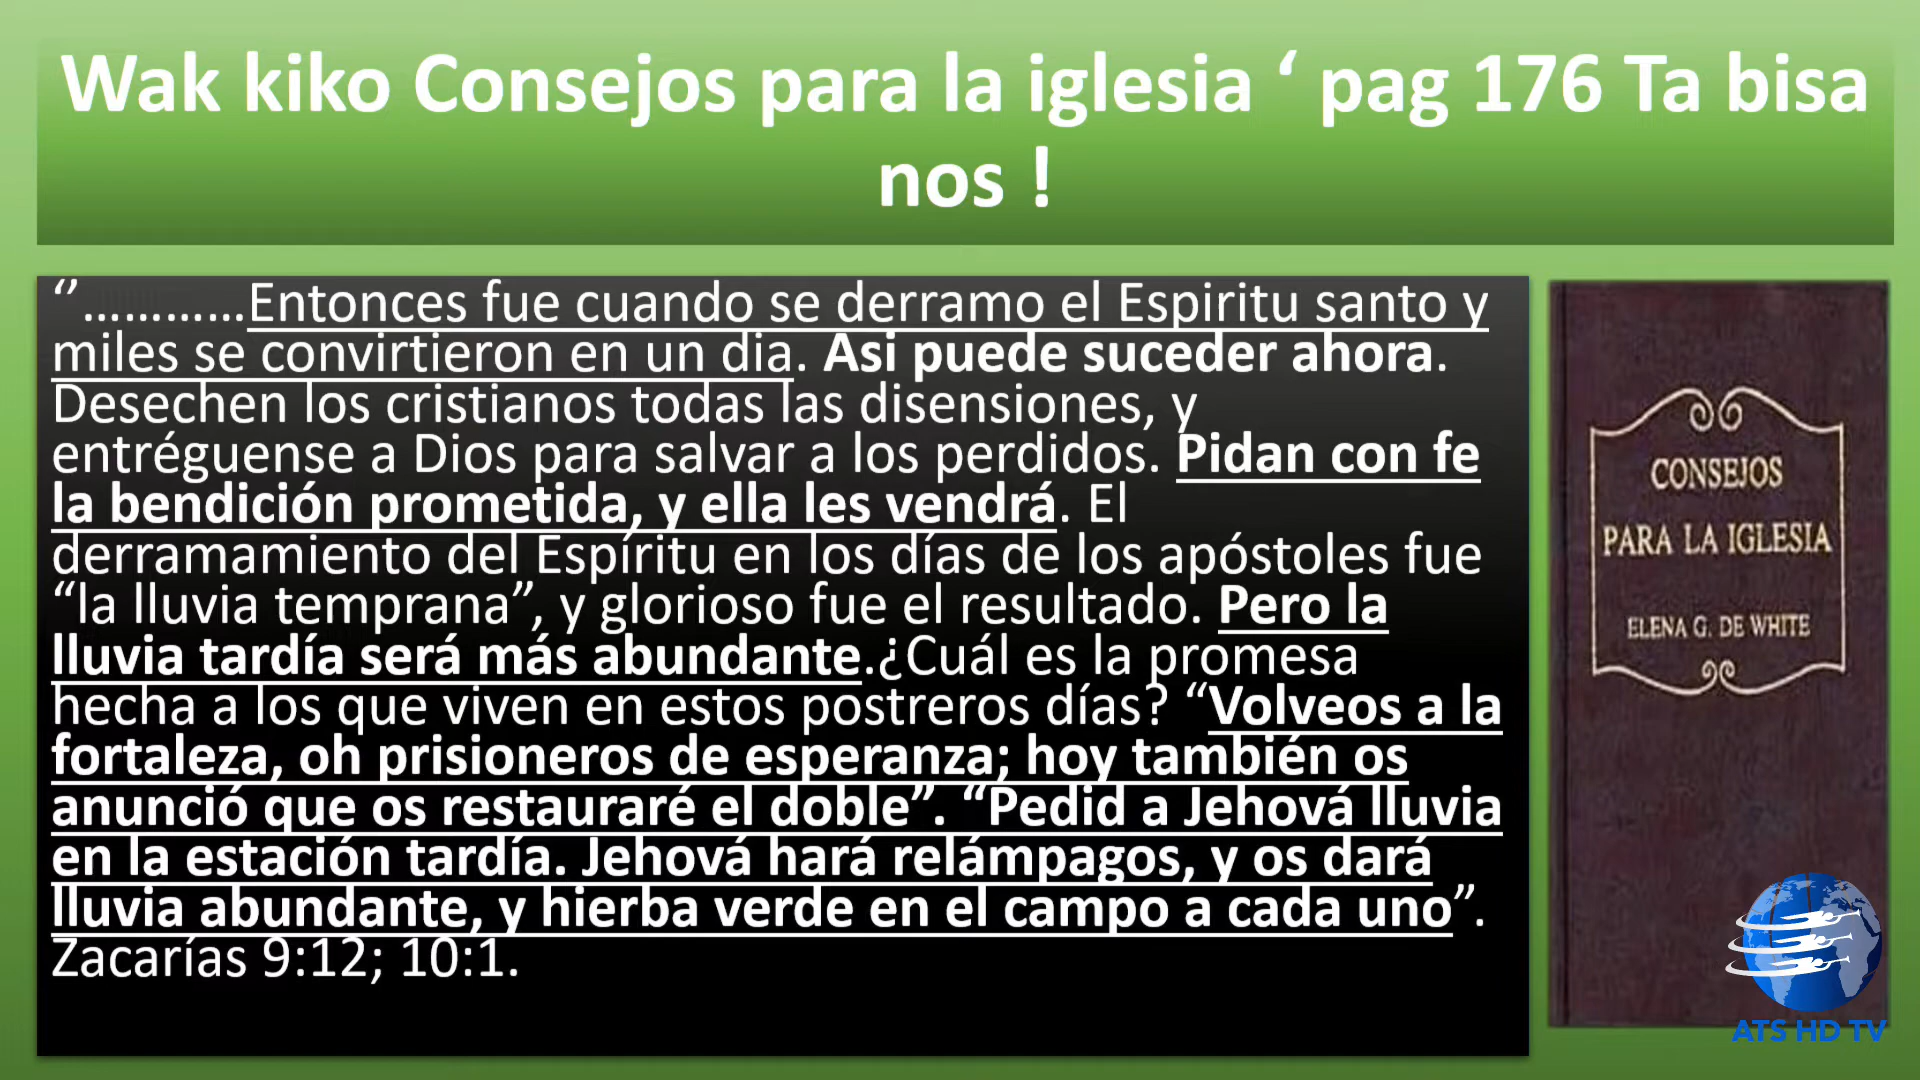 Wak kiko Consejos para la iglesia ‘ pag 176 Ta bisa
nos !
‘’…………Entonces fue cuando se derramo el Espiritu santo y
miles se convirtieron en un dia. Asi puede suceder ahora.
Desechen los cristianos todas las disensiones, y
entréguense a Dios para salvar a los perdidos. Pidan con fe
la bendición prometida, y ella les vendrá. El
derramamiento del Espíritu en los días de los apóstoles fue
“la lluvia temprana”, y glorioso fue el resultado. Pero la
lluvia tardía será más abundante.¿Cuál es la promesa
hecha a los que viven en estos postreros días? “Volveos a la
fortaleza, oh prisioneros de esperanza; hoy también os
anunció que os restauraré el doble”. “Pedid a Jehová lluvia
en la estación tardía. Jehová hará relámpagos, y os dará
lluvia abundante, y hierba verde en el campo a cada uno”.
Zacarías 9:12; 10:1.
CONSEJOS
PARA LA IGLESIA
ELENA G. DE WHITE
ATS HD TV